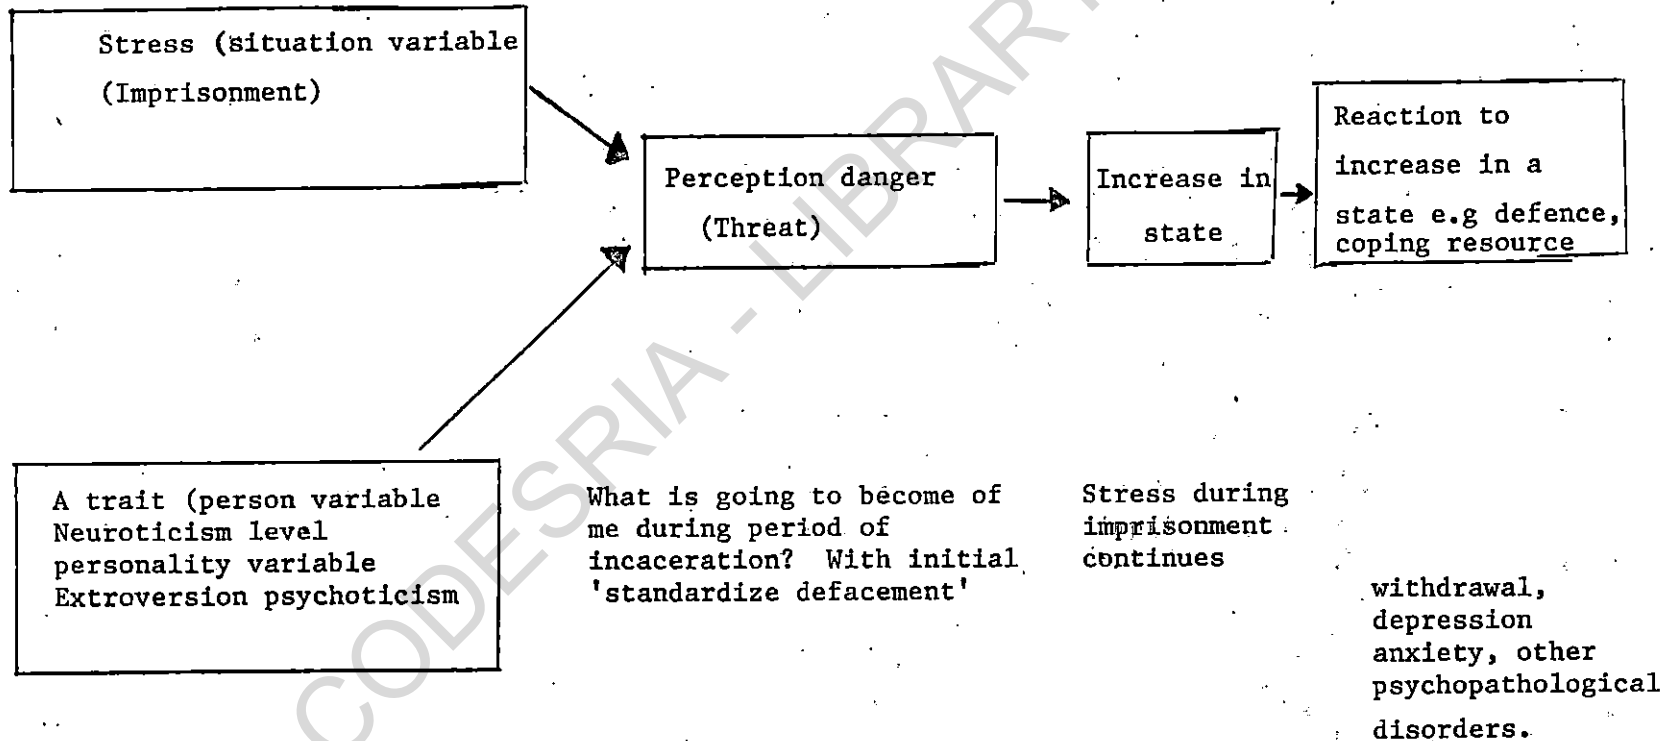 Stress (situation variable
(Imprisonment)
Perception danger
(Threat)
Increase in
state
Reaction to
increase in a
state e.g defence,
coping resource
A trait (person variable
Neuroticism level
personality variable
Extroversion psychoticism
What is going to become of
me during period of
incaceration? With initial
'standardize defacement'
Stress during
imprisonment
continues
withdrawal,
depression
anxiety, other
psychopathological
disorders.
CODESRIA - LIBRARY